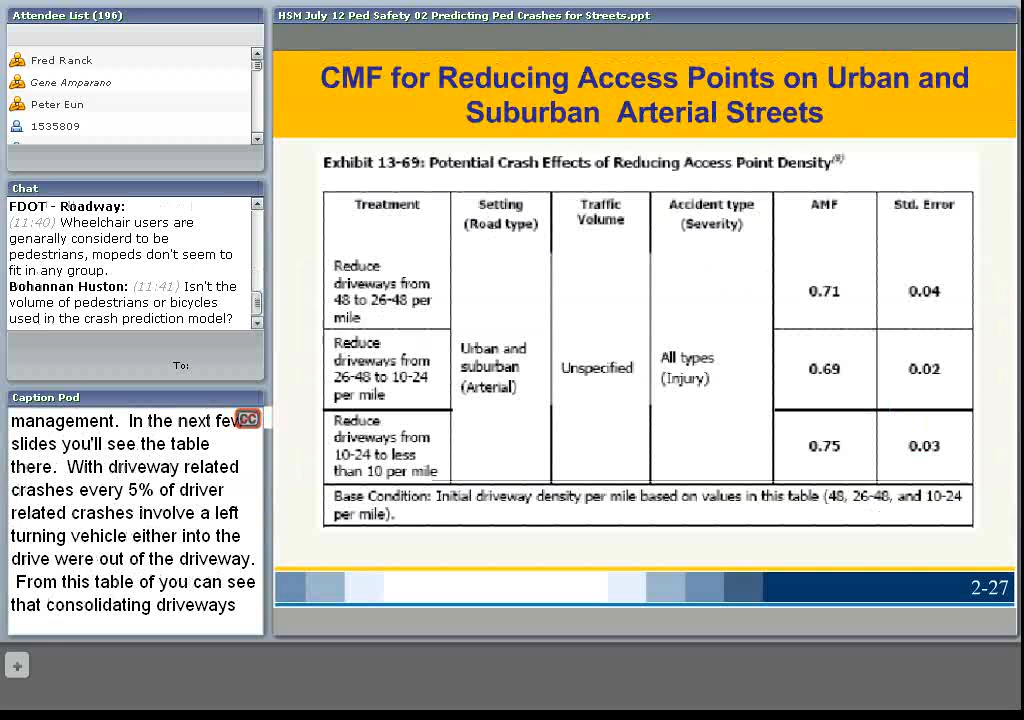 Attendee List (196)
Fred Ranck
Gene Amparano
Peter Eun
1535809
Chat
FDOT - Roadway:
(11:40) Wheelchair users are
genarally considerd to be
pedestrians, mopeds don't seem to
fit in any group.
Bohannan Huston: (11:41) Isn't the
volume of pedestrians or bicycles
used in the crash prediction model?
To:
Caption Pod
management. In the next few
CC
slides you'll see the table
there. With driveway related
crashes every 5% of driver
related crashes involve a left
turning vehicle either into the
drive were out of the driveway.
From this table of you can see
that consolidating driveways
HSM July 12 Ped Safety 02 Predicting Ped Crashes for Streets.ppt
CMF for Reducing Access Points on Urban and
Suburban Arterial Streets
Exhibit 13-69: Potential Crash Effects of Reducing Access Point Density(8)
Treatment
Setting
(Road type)
Traffic
Volume
Accident type
(Severity)
AMF
Std. Error
Reduce
driveways from
48 to 26-48 per
mile
0.71
0.04
Reduce
driveways from
26-48 to 10-24
per mile
Urban and
suburban
(Arterial)
Unspecified
All types
(Injury)
0.69
0.02
Reduce
driveways from
10-24 to less
than 10 per mile
0.75
0.03
Base Condition: Initial driveway density per mile based on values in this table (48, 26-48, and 10-24
per mile).
2-27